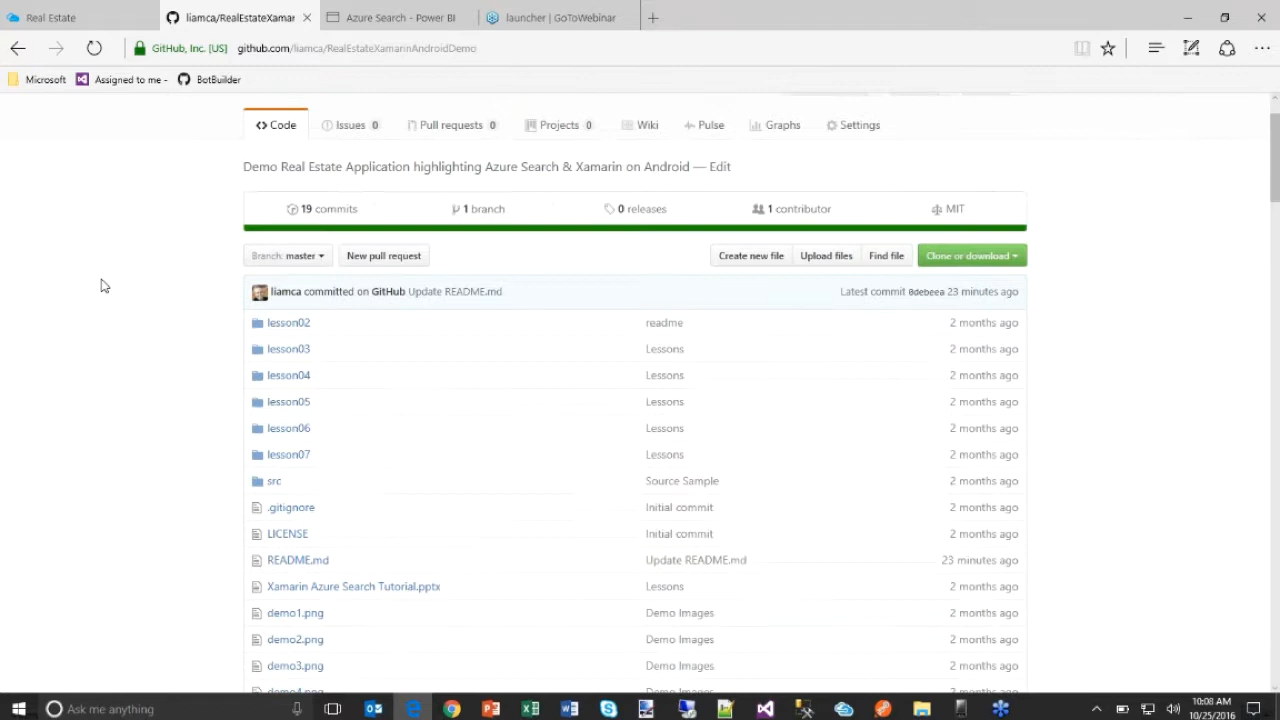 Real Estate
liamca/RealEstateXamar
Azure Search - Power BI
launcher | GoToWebinar
GitHub, Inc. [US] github.com/liamca/RealEstateXamarinAndroidDemo
Microsoft Assigned to me - BotBuilder
Code Issues 0 Pull requests 0 Projects 0 Wiki Pulse Graphs Settings
Demo Real Estate Application highlighting Azure Search & Xamarin on Android — Edit
19 commits 1 branch 0 releases 1 contributor MIT
Branch: master New pull request Create new file Upload files Find file Clone or download
liamca committed on GitHub Update README.md Latest commit 0debeea 23 minutes ago
lesson02 readme 2 months ago
lesson03 Lessons 2 months ago
lesson04 Lessons 2 months ago
lesson05 Lessons 2 months ago
lesson06 Lessons 2 months ago
lesson07 Lessons 2 months ago
src Source Sample 2 months ago
.gitignore Initial commit 2 months ago
LICENSE Initial commit 2 months ago
README.md Update README.md 23 minutes ago
Xamarin Azure Search Tutorial.pptx Lessons 2 months ago
demo1.png Demo Images 2 months ago
demo2.png Demo Images 2 months ago
demo3.png Demo Images 2 months ago
demo4.png Demo Images 2 months ago
Ask me anything
10:08 AM
10/25/2016